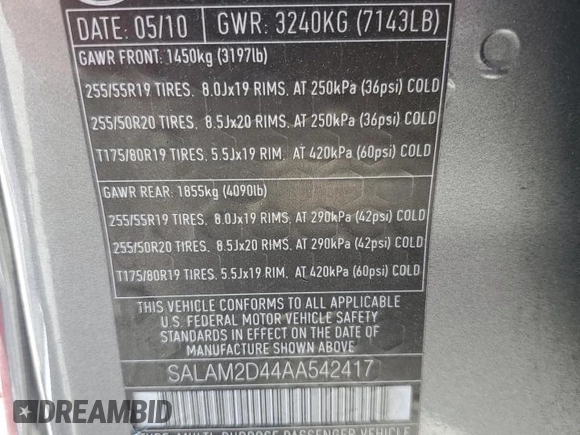 DATE: 05/10 GWR: 3240KG (7143LB)
GAWR FRONT: 1450kg (3197lb)
255/55R19 TIRES, 8.0Jx19 RIMS, AT 250kPa (36psi) COLD
255/50R20 TIRES, 8.5Jx20 RIMS, AT 250kPa (36psi) COLD
T175/80R19 TIRES, 5.5Jx19 RIM, AT 420kPa (60psi) COLD
GAWR REAR: 1855kg (4090lb)
255/55R19 TIRES, 8.0Jx19 RIMS, AT 290kPa (42psi) COLD
255/50R20 TIRES, 8.5Jx20 RIMS, AT 290kPa (42psi) COLD
T175/80R19 TIRES, 5.5Jx19 RIM, AT 420kPa (60psi) COLD
THIS VEHICLE CONFORMS TO ALL APPLICABLE
U.S. FEDERAL MOTOR VEHICLE SAFETY
STANDARDS IN EFFECT ON THE DATE OF
MANUFACTURE SHOWN ABOVE.
SALAM2D44AA542417
DREAMBID
TYPE: MULTI-PURPOSE PASSENGER VEHICLE